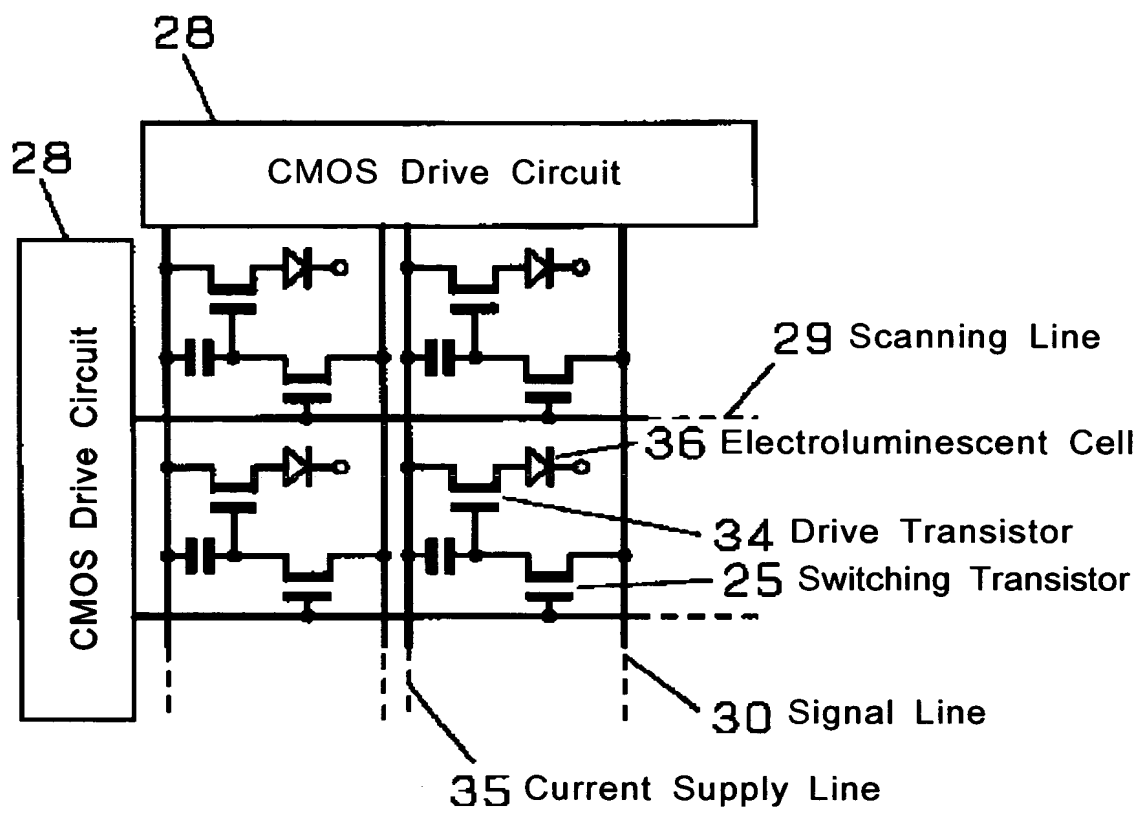 28
CMOS Drive Circuit
28
CMOS Drive Circuit
29 Scanning Line
36 Electroluminescent Cell
34 Drive Transistor
25 Switching Transistor
30 Signal Line
35 Current Supply Line